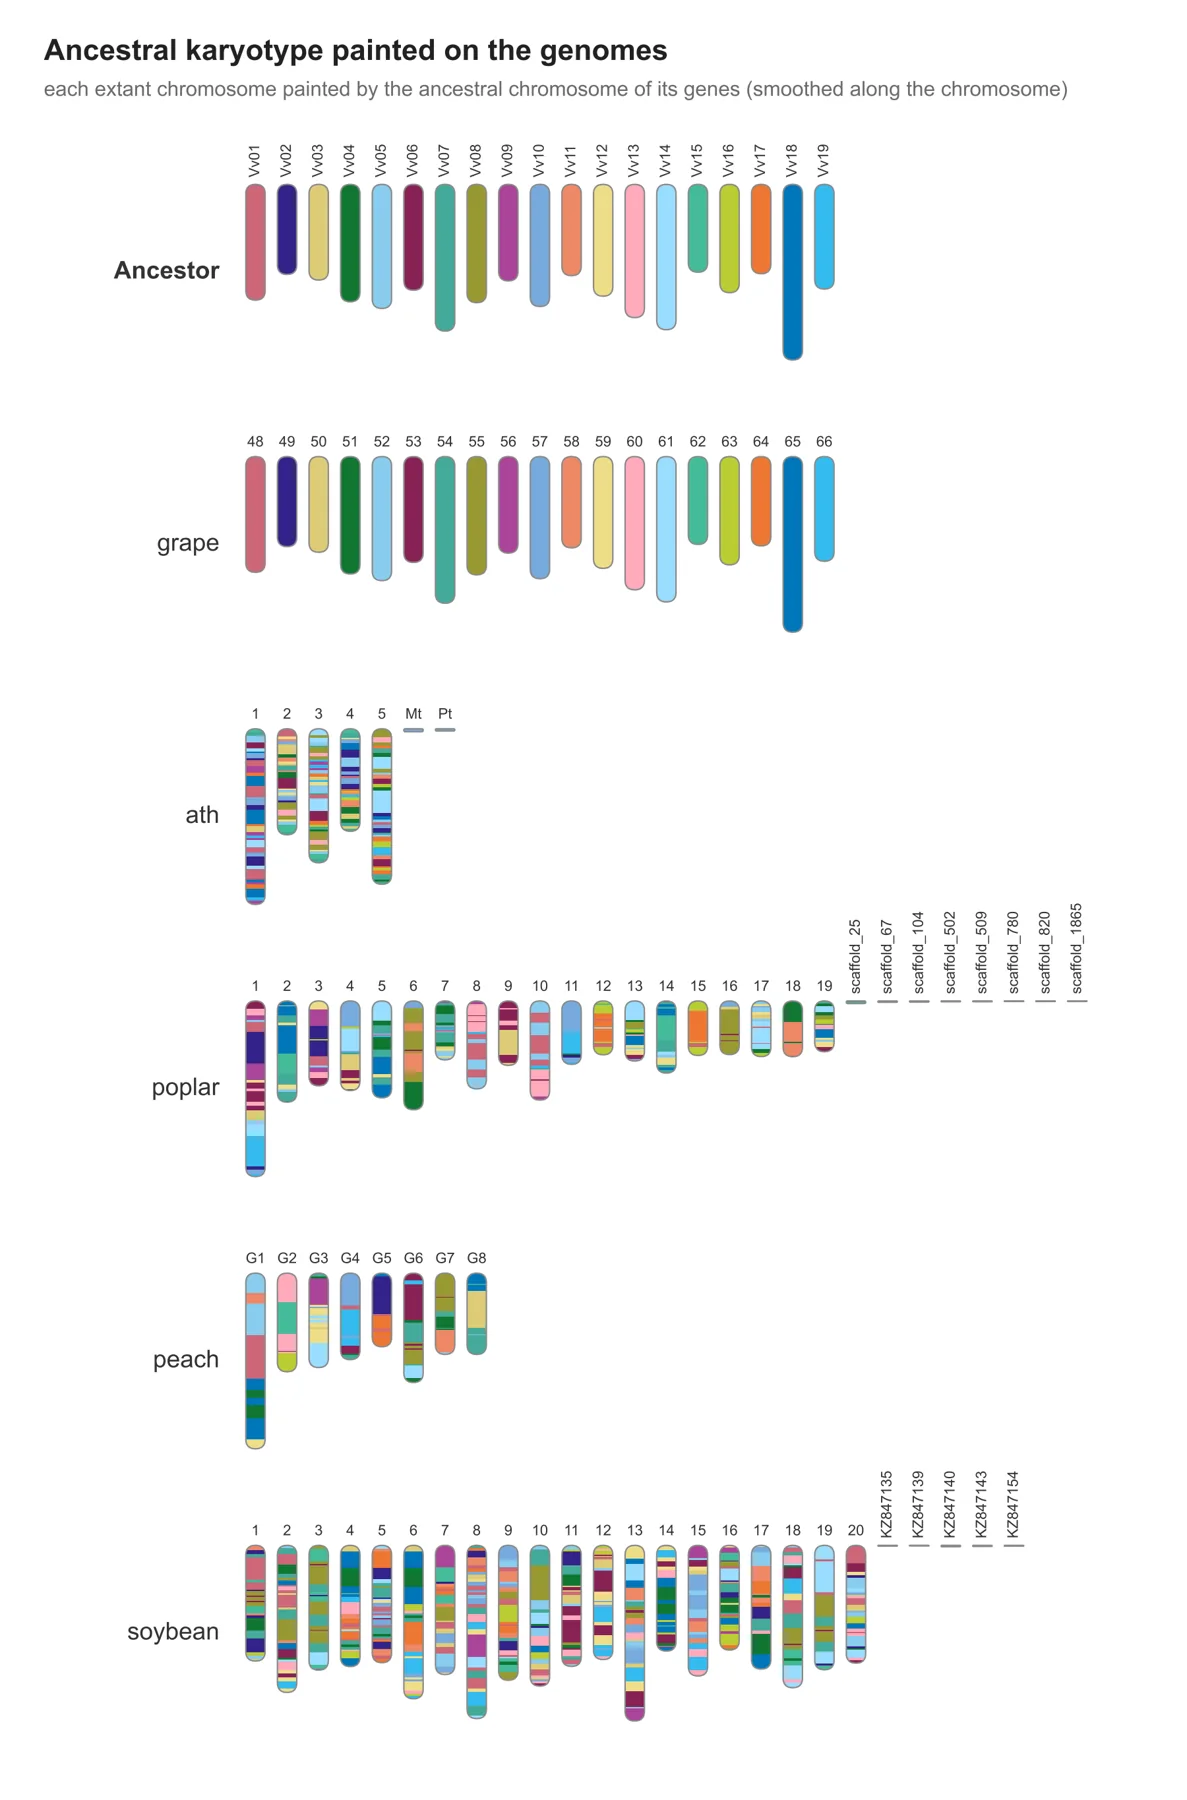 Ancestral karyotype painted on the genomes
each extant chromosome painted by the ancestral chromosome of its genes (smoothed along the chromosome)
Vv01 Vv02 Vv03 Vv04 Vv05 Vv06 Vv07 Vv08 Vv09 Vv10 Vv11 Vv12 Vv13 Vv14 Vv15 Vv16 Vv17 Vv18 Vv19
Ancestor
48 49 50 51 52 53 54 55 56 57 58 59 60 61 62 63 64 65 66
grape
1 2 3 4 5 Mt Pt
ath
1 2 3 4 5 6 7 8 9 10 11 12 13 14 15 16 17 18 19 scaffold_25 scaffold_67 scaffold_104 scaffold_502 scaffold_509 scaffold_780 scaffold_820 scaffold_1865
poplar
G1 G2 G3 G4 G5 G6 G7 G8
peach
1 2 3 4 5 6 7 8 9 10 11 12 13 14 15 16 17 18 19 20 KZ847135 KZ847139 KZ847140 KZ847143 KZ847154
soybean